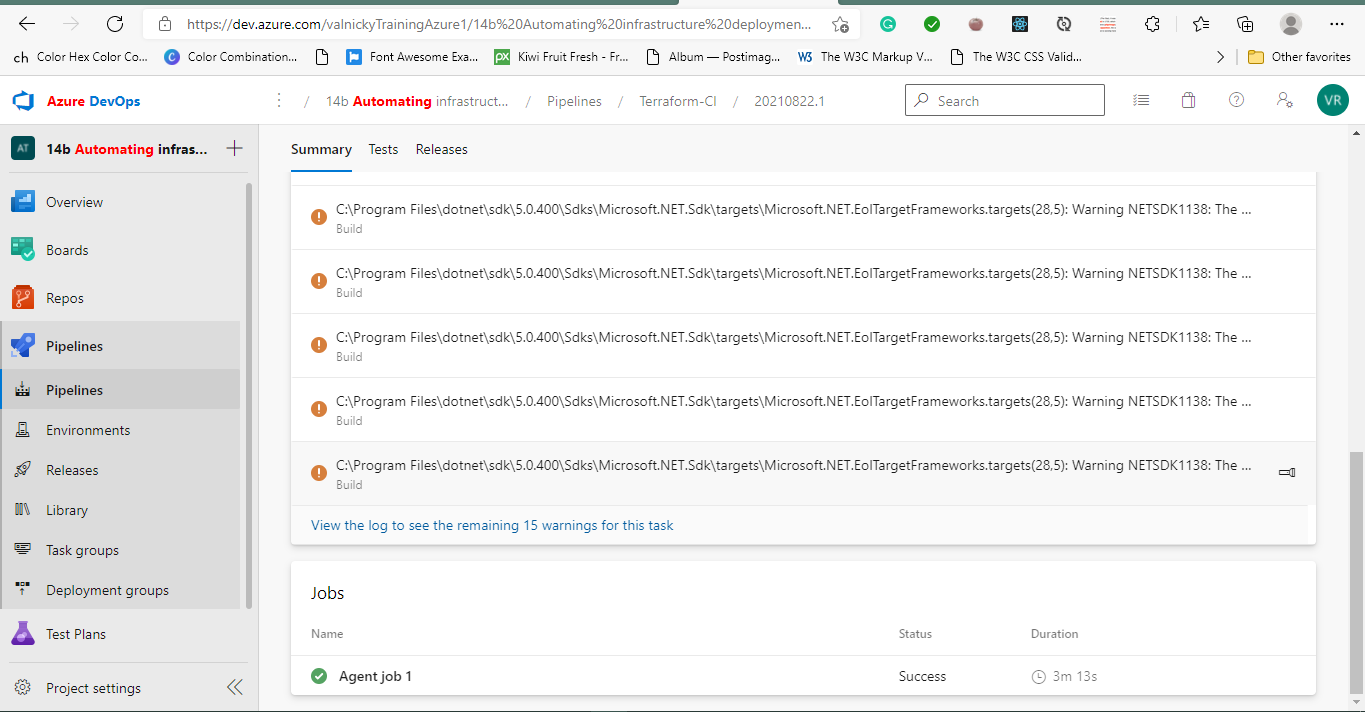 https://dev.azure.com/valnickyTrainingAzure1/14b%20Automating%20infrastructure%20deploymen...
ch Color Hex Color Co... C Color Combination... Font Awesome Exa... px Kiwi Fruit Fresh - Fr... Album — Postimag... W3 The W3C Markup V... The W3C CSS Valid... Other favorites
Azure DevOps / 14b Automating infrastruct... / Pipelines / Terraform-CI / 20210822.1 Search VR
AT 14b Automating infras...
Overview
Boards
Repos
Pipelines
Pipelines
Environments
Releases
Library
Task groups
Deployment groups
Test Plans
Project settings
Summary Tests Releases
C:\Program Files\dotnet\sdk\5.0.400\Sdks\Microsoft.NET.Sdk\targets\Microsoft.NET.EolTargetFrameworks.targets(28,5): Warning NETSDK1138: The ...
Build
C:\Program Files\dotnet\sdk\5.0.400\Sdks\Microsoft.NET.Sdk\targets\Microsoft.NET.EolTargetFrameworks.targets(28,5): Warning NETSDK1138: The ...
Build
C:\Program Files\dotnet\sdk\5.0.400\Sdks\Microsoft.NET.Sdk\targets\Microsoft.NET.EolTargetFrameworks.targets(28,5): Warning NETSDK1138: The ...
Build
C:\Program Files\dotnet\sdk\5.0.400\Sdks\Microsoft.NET.Sdk\targets\Microsoft.NET.EolTargetFrameworks.targets(28,5): Warning NETSDK1138: The ...
Build
C:\Program Files\dotnet\sdk\5.0.400\Sdks\Microsoft.NET.Sdk\targets\Microsoft.NET.EolTargetFrameworks.targets(28,5): Warning NETSDK1138: The ...
Build
View the log to see the remaining 15 warnings for this task
Jobs
Name Status Duration
Agent job 1 Success 3m 13s